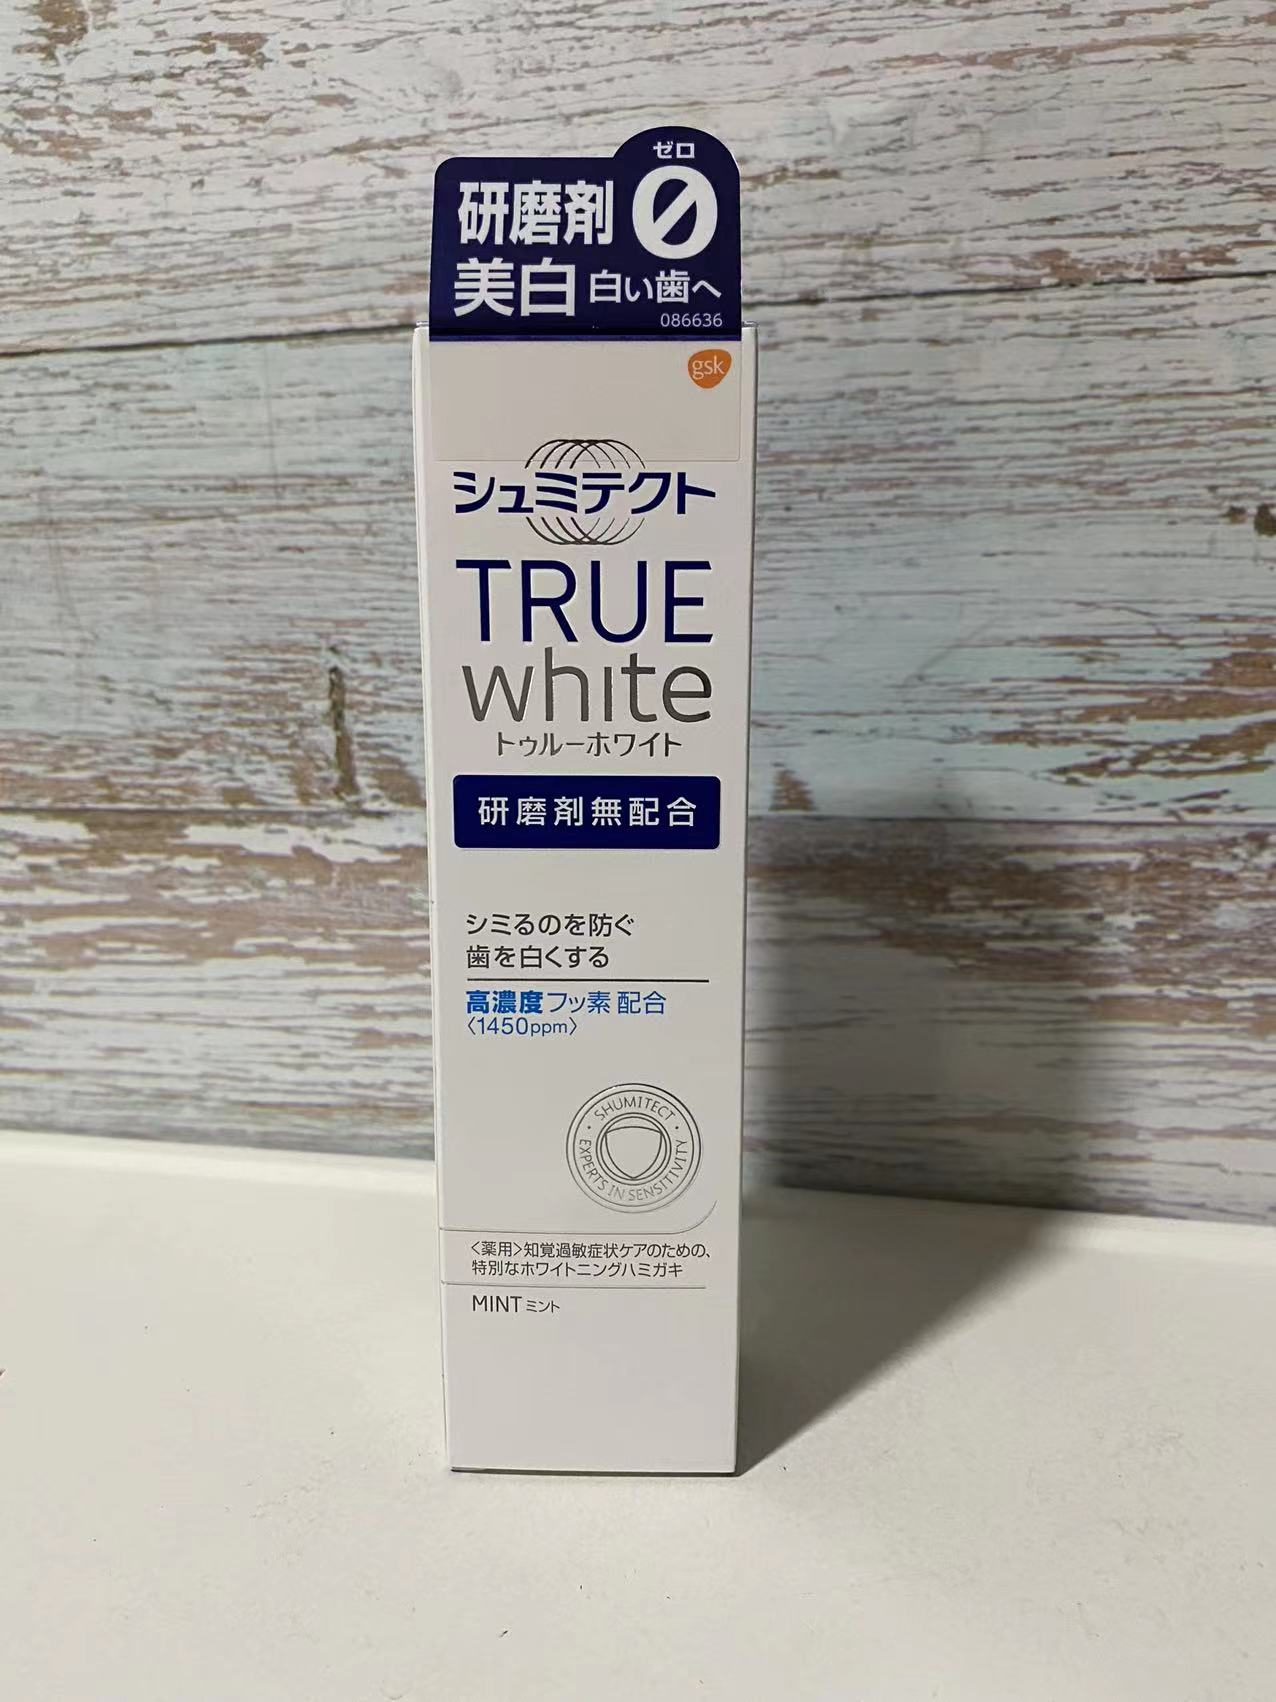 ゼロ
研磨剤0
美白 白い歯へ
086636
gsk
シュミテクト
TRUE
white
トゥルーホワイト
研磨剤無配合
シミるのを防ぐ
歯を白くする
高濃度フッ素 配合
〈1450ppm〉
SHUMITECT
EXPERTS IN SENSITIVITY
〈薬用〉知覚過敏症状ケアのための、
特別なホワイトニングハミガキ
MINT ミント